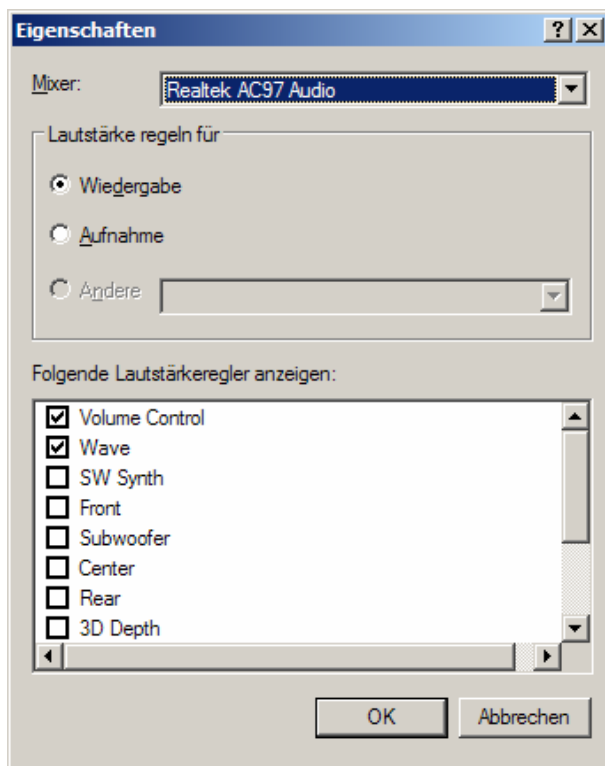 Eigenschaften
Mixer: Realtek AC97 Audio
Lautstärke regeln für
Wiedergabe
Aufnahme
Andere
Folgende Lautstärkeregler anzeigen:
Volume Control
Wave
SW Synth
Front
Subwoofer
Center
Rear
3D Depth
OK Abbrechen